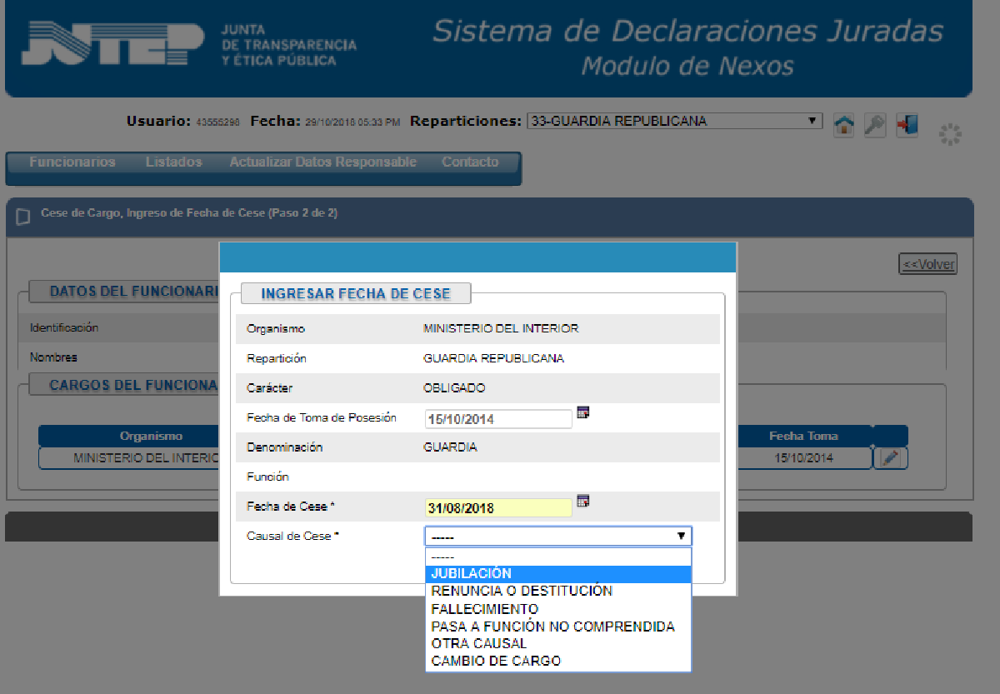 JUTEP
JUNTA
DE TRANSPARENCIA
Y ÉTICA PÚBLICA
Sistema de Declaraciones Juradas
Modulo de Nexos
Usuario: 43555298 Fecha: 29/10/2018 05:33 PM Reparticiones: 33-GUARDIA REPUBLICANA
Funcionarios Listados Actualizar Datos Responsable Contacto
Cese de Cargo, Ingreso de Fecha de Cese (Paso 2 de 2)
<<Volver
DATOS DEL FUNCIONARI
Identificación
Nombres
CARGOS DEL FUNCIONA
Organismo Fecha Toma
MINISTERIO DEL INTERIO 15/10/2014
INGRESAR FECHA DE CESE
Organismo MINISTERIO DEL INTERIOR
Repartición GUARDIA REPUBLICANA
Carácter OBLIGADO
Fecha de Toma de Posesión 15/10/2014
Denominación GUARDIA
Función
Fecha de Cese * 31/08/2018
Causal de Cese * -----
-----
JUBILACIÓN
RENUNCIA O DESTITUCIÓN
FALLECIMIENTO
PASA A FUNCIÓN NO COMPRENDIDA
OTRA CAUSAL
CAMBIO DE CARGO